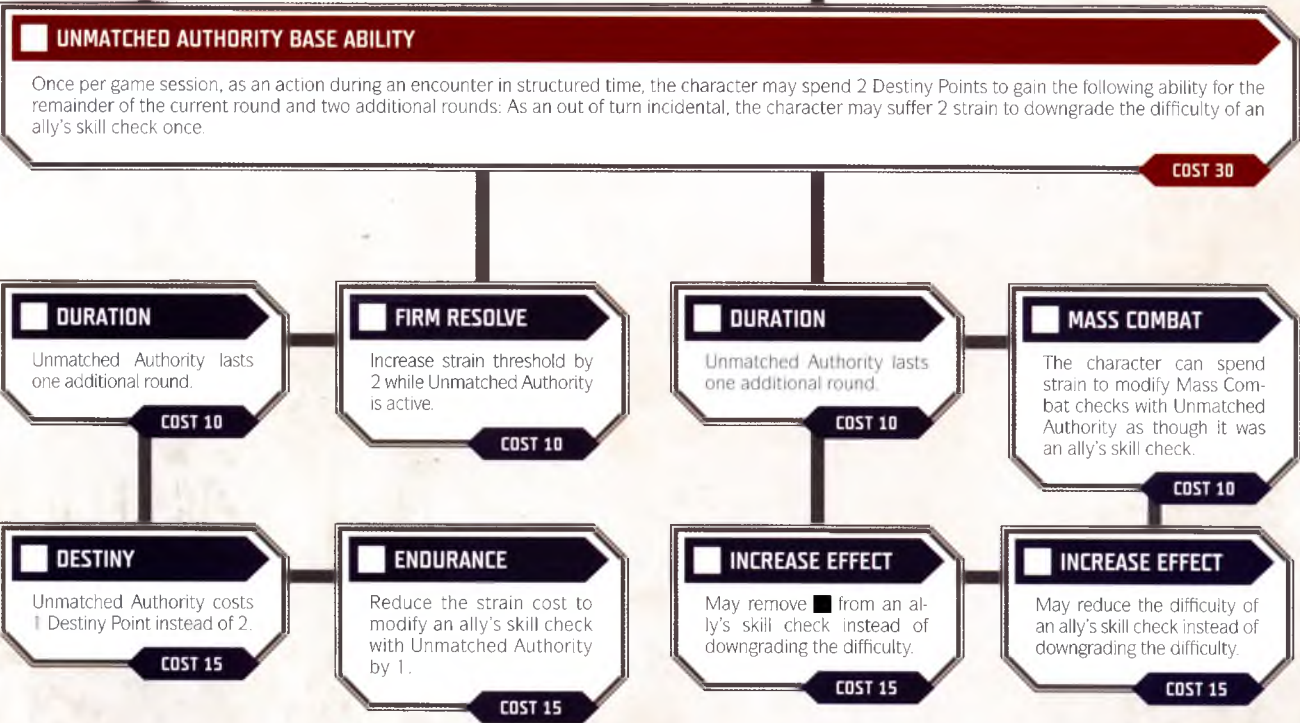 UNMATCHED AUTHORITY BASE ABILITY
Once per game session, as an action during an encounter in structured time, the character may spend 2 Destiny Points to gain the following ability for the
remainder of the current round and two additional rounds: As an out of turn incidental, the character may suffer 2 strain to downgrade the difficulty of an
ally's skill check once.
COST 30
DURATION
Unmatched Authority lasts
one additional round.
COST 10
FIRM RESOLVE
Increase strain threshold by
2 while Unmatched Authority
is active.
COST 10
DURATION
Unmatched Authority lasts
one additional round.
COST 10
MASS COMBAT
The character can spend
strain to modify Mass Com-
bat checks with Unmatched
Authority as though it was
an ally's skill check.
COST 10
DESTINY
Unmatched Authority costs
1 Destiny Point instead of 2.
COST 15
ENDURANCE
Reduce the strain cost to
modify an ally's skill check
with Unmatched Authority
by 1.
COST 15
INCREASE EFFECT
May remove ■ from an al-
ly's skill check instead of
downgrading the difficulty.
COST 15
INCREASE EFFECT
May reduce the difficulty of
an ally's skill check instead of
downgrading the difficulty.
COST 15